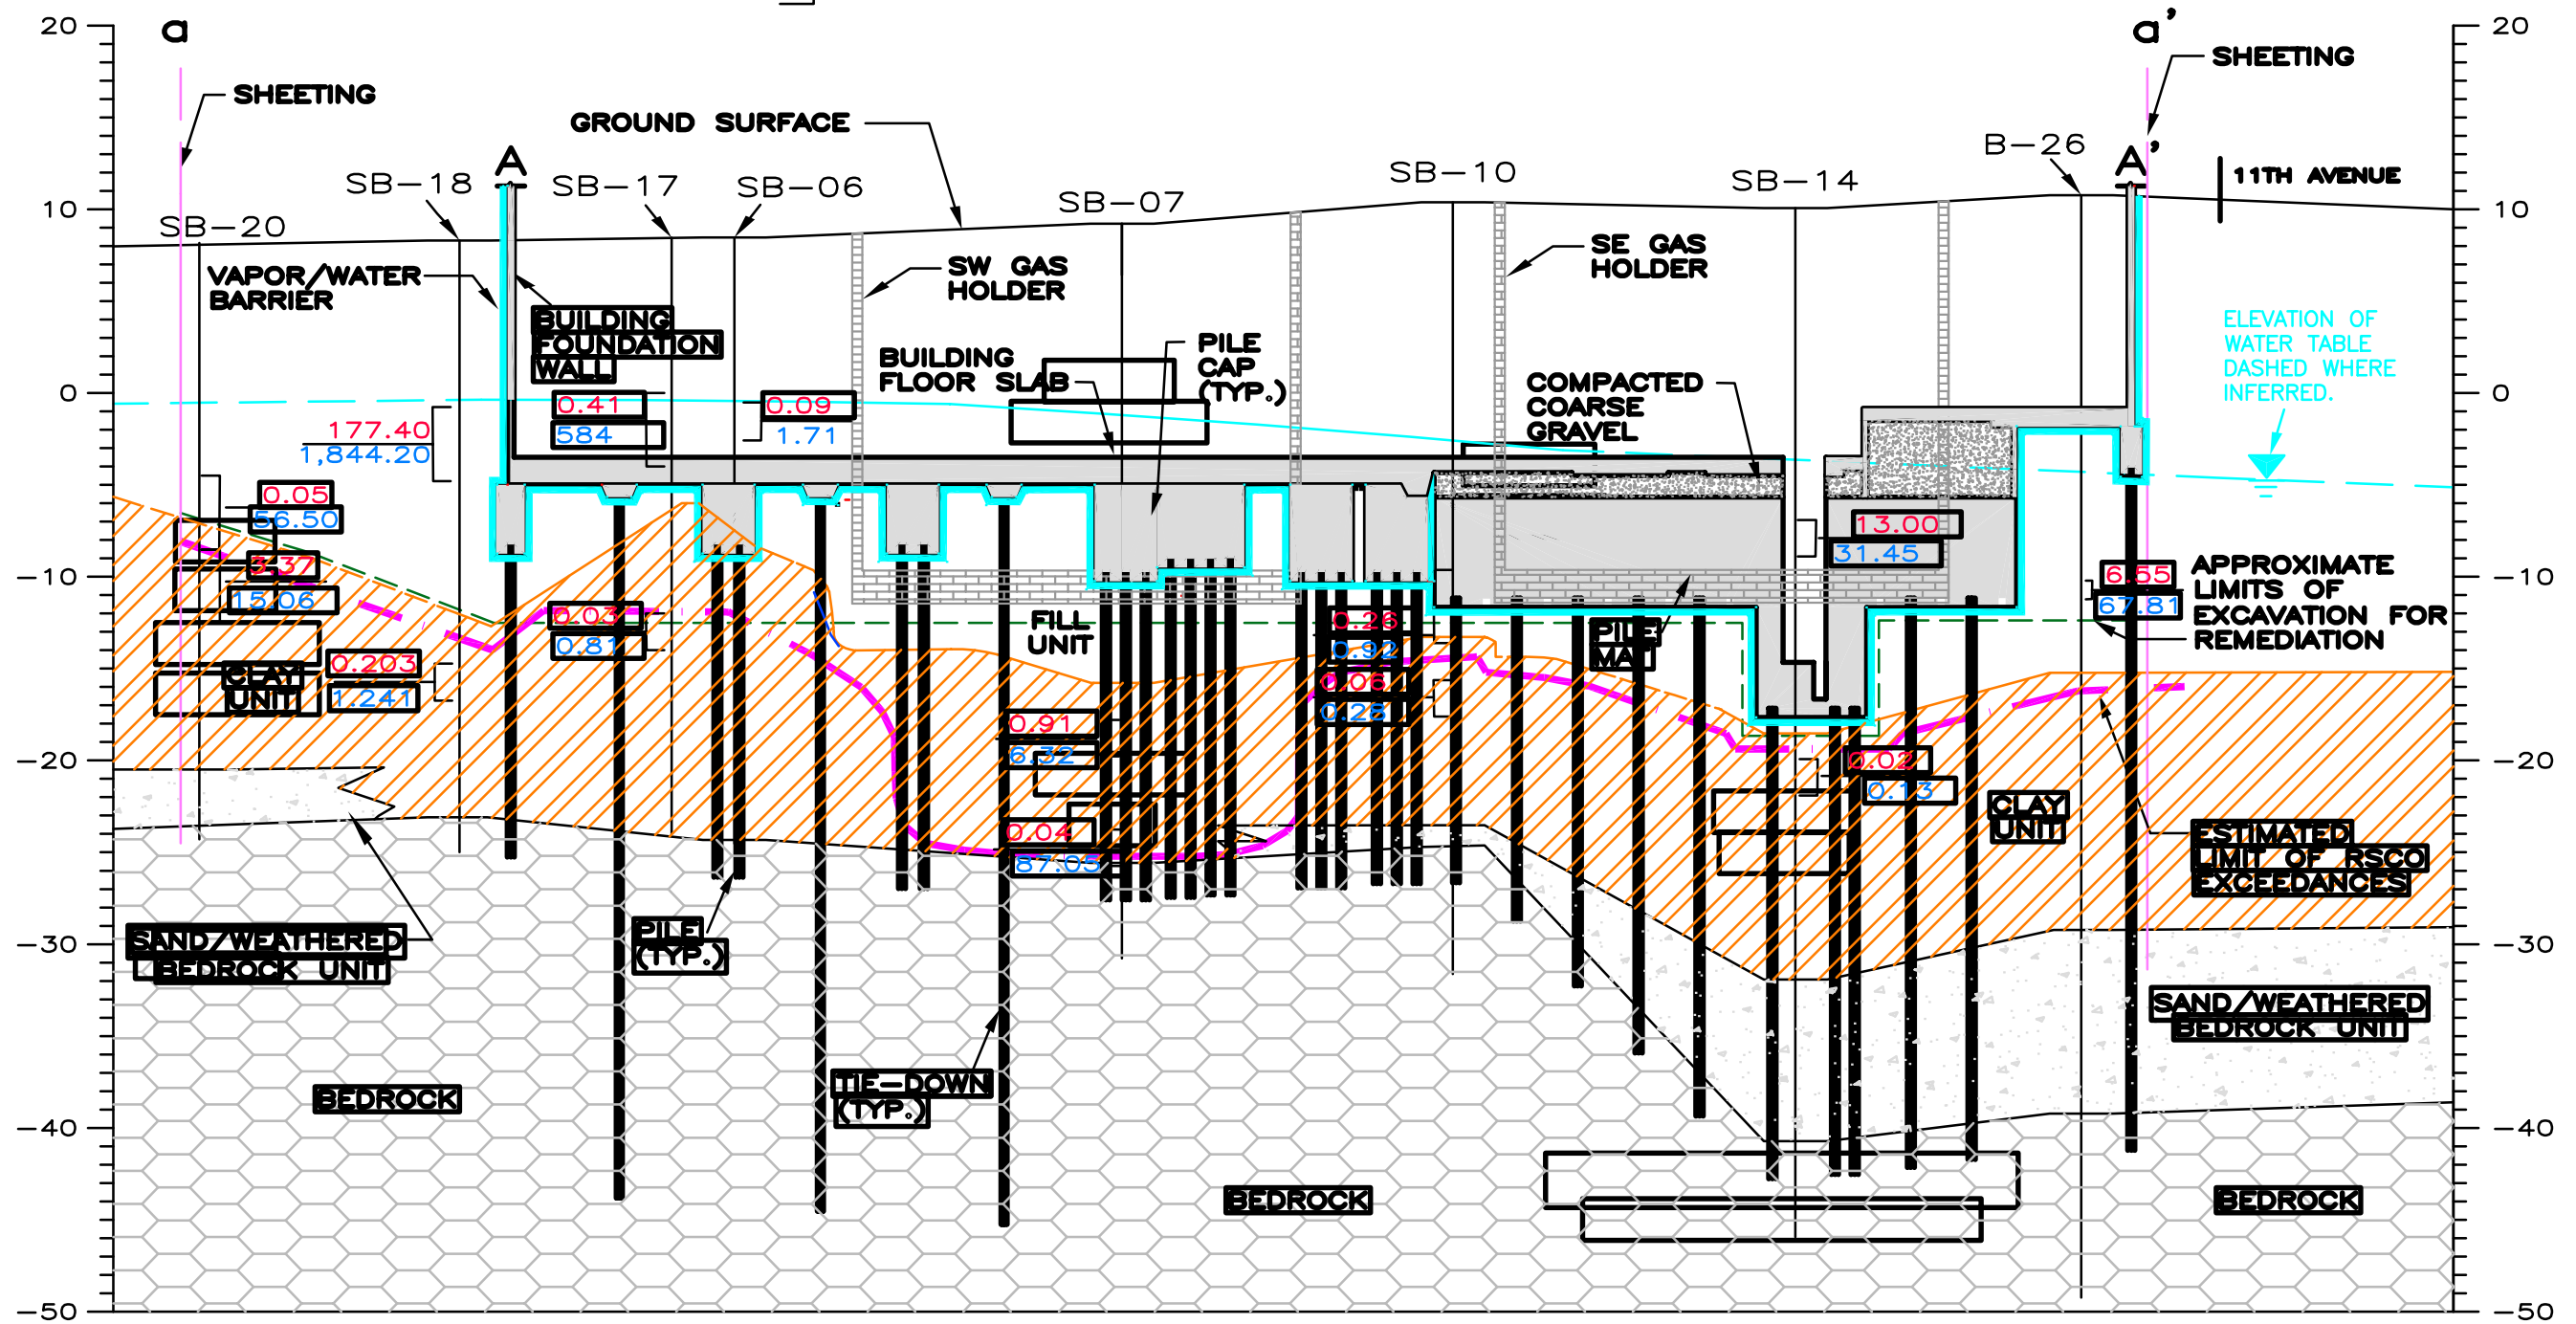 20
a
a'
20
SHEETING
SHEETING
GROUND SURFACE
10
SB-20
SB-18
A
SB-17
SB-06
SB-07
SB-10
SB-14
B-26
A'
11TH AVENUE
10
VAPOR/WATER
BARRIER
BUILDING
FOUNDATION
WALL
SW GAS
HOLDER
SE GAS
HOLDER
BUILDING
FLOOR SLAB
PILE
CAP
(TYP.)
COMPACTED
COARSE
GRAVEL
ELEVATION OF
WATER TABLE
DASHED WHERE
INFERRED.
0
0
177.40
1,844.20
0.41
584
0.09
1.71
0.05
56.50
3.37
15.06
13.00
31.45
6.55
67.81
-10
-10
APPROXIMATE
LIMITS OF
EXCAVATION FOR
REMEDIATION
0.03
0.81
FILL
UNIT
0.26
0.92
0.06
0.28
PILE
MAT
CLAY
UNIT
0.203
1.241
0.91
6.32
0.02
0.13
-20
-20
CLAY
UNIT
0.04
87.05
ESTIMATED
LIMIT OF RSCO
EXCEEDANCES
SAND/WEATHERED
BEDROCK UNIT
PILE
(TYP.)
-30
-30
SAND/WEATHERED
BEDROCK UNIT
BEDROCK
TIE-DOWN
(TYP.)
-40
-40
BEDROCK
BEDROCK
-50
-50